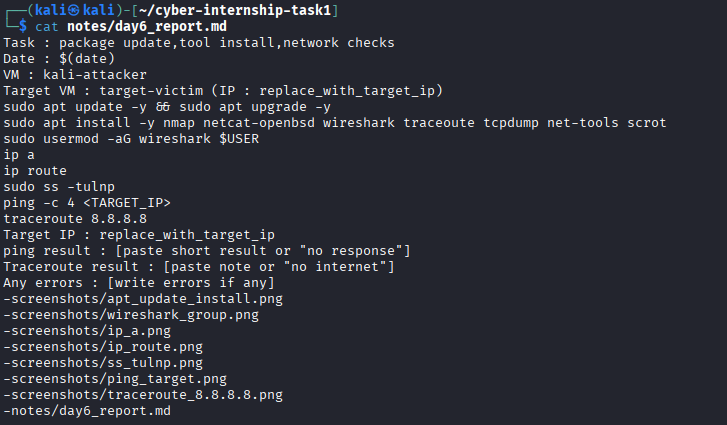 ┌──(kali㉿kali)-[~/cyber-internship-task1]
└─$ cat notes/day6_report.md
Task : package update,tool install,network checks
Date : $(date)
VM : kali-attacker
Target VM : target-victim (IP : replace_with_target_ip)
sudo apt update -y && sudo apt upgrade -y
sudo apt install -y nmap netcat-openbsd wireshark traceoute tcpdump net-tools scrot
sudo usermod -aG wireshark $USER
ip a
ip route
sudo ss -tulnp
ping -c 4 <TARGET_IP>
traceroute 8.8.8.8
Target IP : replace_with_target_ip
ping result : [paste short result or "no response"]
Traceroute result : [paste note or "no internet"]
Any errors : [write errors if any]
-screenshots/apt_update_install.png
-screenshots/wireshark_group.png
-screenshots/ip_a.png
-screenshots/ip_route.png
-screenshots/ss_tulnp.png
-screenshots/ping_target.png
-screenshots/traceroute_8.8.8.8.png
-notes/day6_report.md